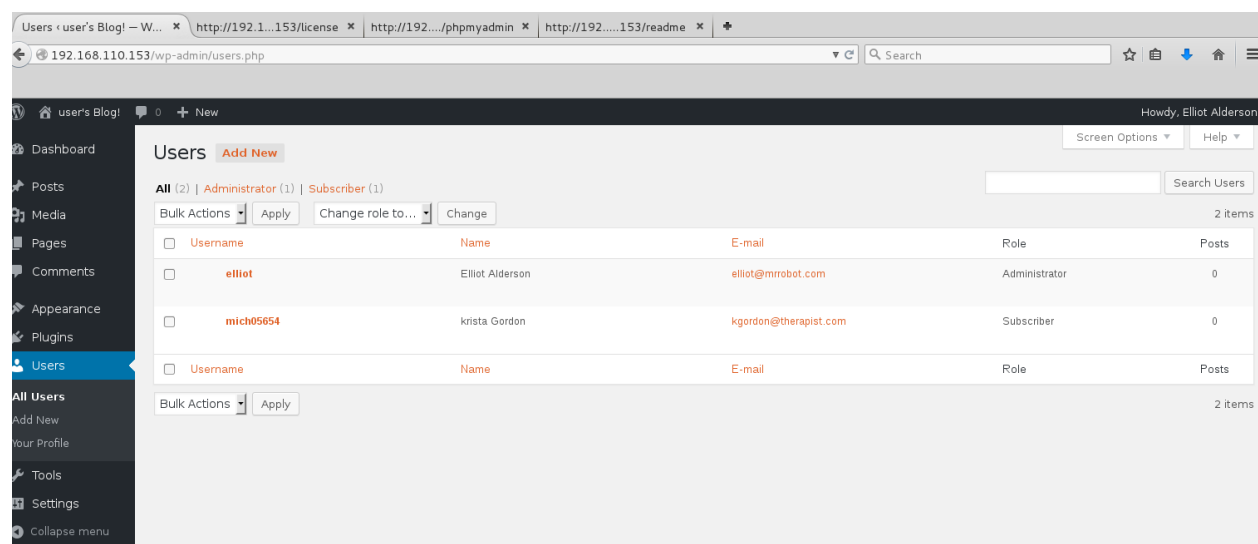 Users ‹ user's Blog! — W... × http://192.1...153/license × http://192..../phpmyadmin × http://192.....153/readme ×
192.168.110.153/wp-admin/users.php Search
user's Blog! 0 + New Howdy, Elliot Alderson
Screen Options Help
Dashboard
Posts
Media
Pages
Comments
Appearance
Plugins
Users
All Users
Add New
Your Profile
Tools
Settings
Collapse menu
Users Add New
All (2) | Administrator (1) | Subscriber (1) Search Users
Bulk Actions Apply Change role to... Change 2 items
Username Name E-mail Role Posts
elliot Elliot Alderson elliot@mrrobot.com Administrator 0
mich05654 krista Gordon kgordon@therapist.com Subscriber 0
Username Name E-mail Role Posts
Bulk Actions Apply 2 items